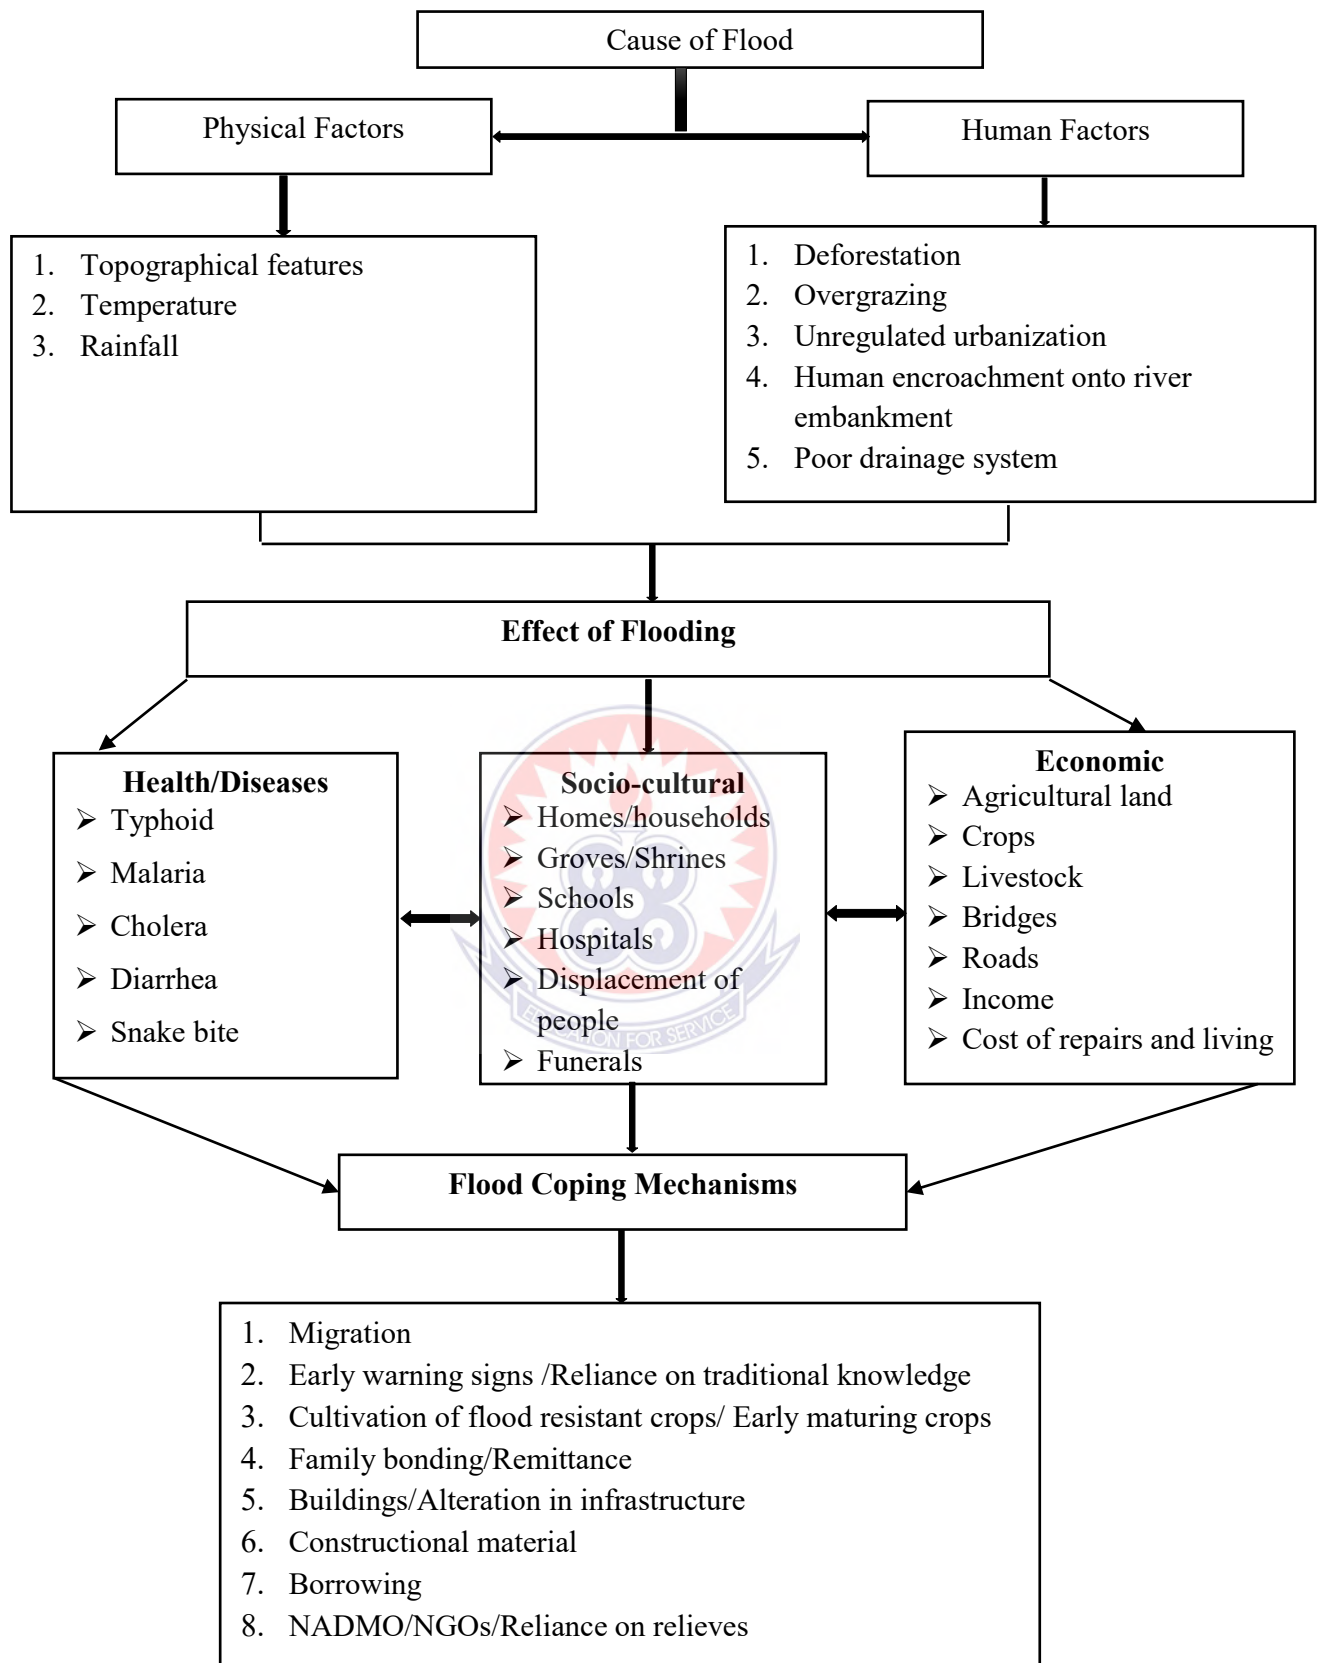 Cause of Flood
Physical Factors
Human Factors
1. Topographical features
2. Temperature
3. Rainfall
1. Deforestation
2. Overgrazing
3. Unregulated urbanization
4. Human encroachment onto river
embankment
5. Poor drainage system
Effect of Flooding
Health/Diseases
➢ Typhoid
➢ Malaria
➢ Cholera
➢ Diarrhea
➢ Snake bite
Socio-cultural
➢ Homes/households
➢ Groves/Shrines
➢ Schools
➢ Hospitals
➢ Displacement of
people
➢ Funerals
EDUCATION FOR SERVICE
Economic
➢ Agricultural land
➢ Crops
➢ Livestock
➢ Bridges
➢ Roads
➢ Income
➢ Cost of repairs and living
Flood Coping Mechanisms
1. Migration
2. Early warning signs /Reliance on traditional knowledge
3. Cultivation of flood resistant crops/ Early maturing crops
4. Family bonding/Remittance
5. Buildings/Alteration in infrastructure
6. Constructional material
7. Borrowing
8. NADMO/NGOs/Reliance on relieves